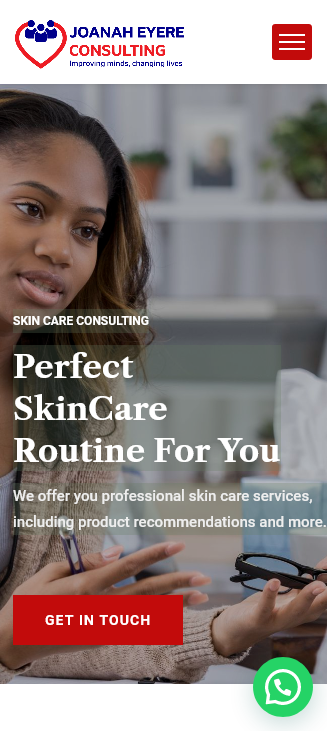 JOANAH EYERE
CONSULTING
Improving minds, changing lives
SKIN CARE CONSULTING
Perfect
SkinCare
Routine For You
We offer you professional skin care services,
including product recommendations and more.
GET IN TOUCH